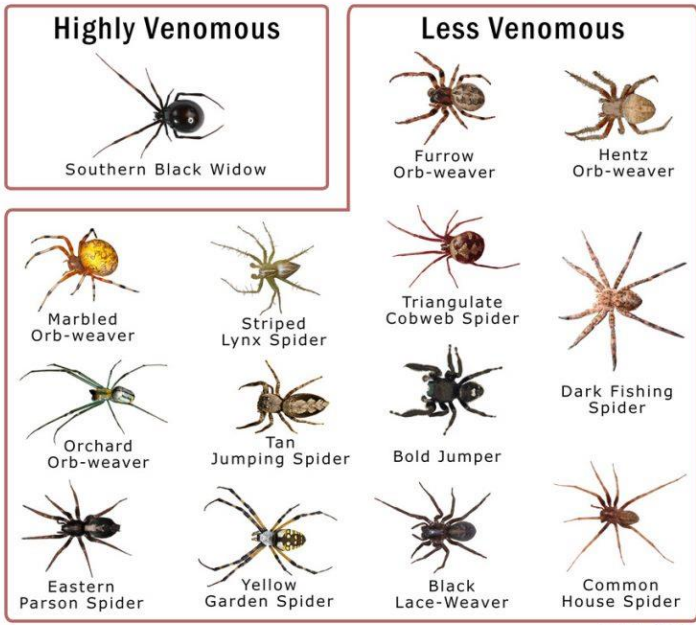 Highly Venomous
Southern Black Widow
Less Venomous
Furrow
Orb-weaver
Hentz
Orb-weaver
Marbled
Orb-weaver
Striped
Lynx Spider
Triangulate
Cobweb Spider
Dark Fishing
Spider
Orchard
Orb-weaver
Tan
Jumping Spider
Bold Jumper
Eastern
Parson Spider
Yellow
Garden Spider
Black
Lace-Weaver
Common
House Spider